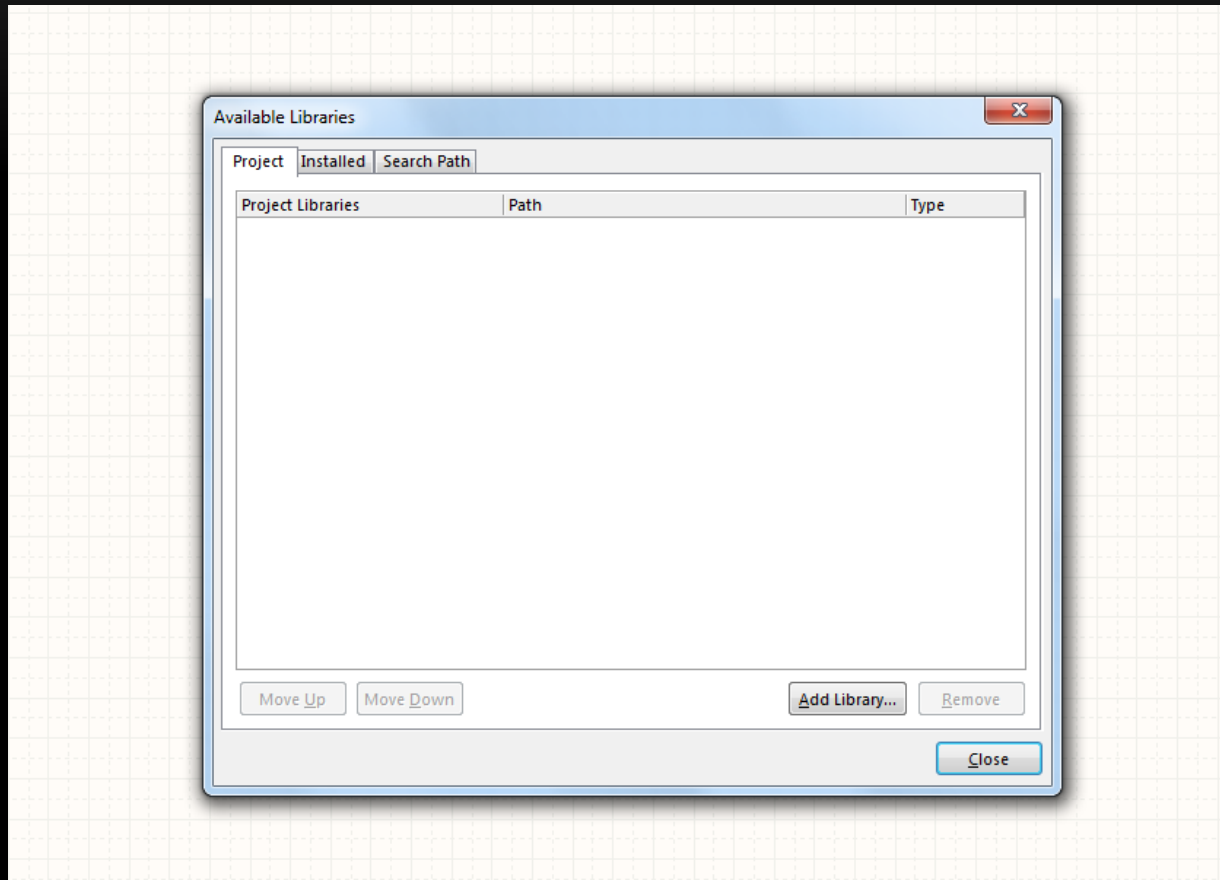 Available Libraries
Project Installed Search Path
Project Libraries Path Type
Move Up Move Down Add Library... Remove
Close